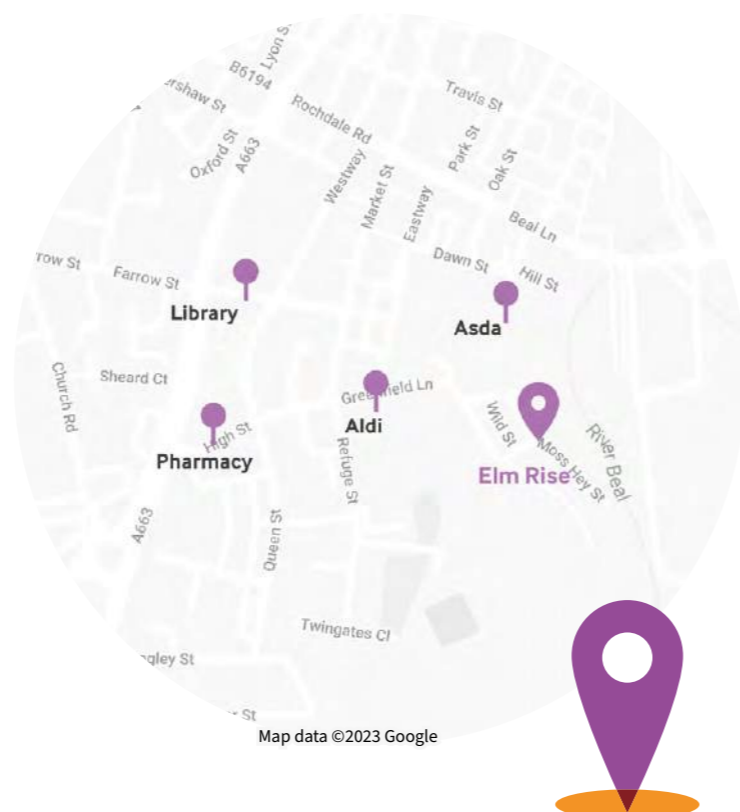 Lyon S
B6194
ershaw St
Travis St
Rochdale Rd
Oxford St
A663
Park St
Westway
Oak St
Market St
Eastway
Beal Ln
row St
Farrow St
Dawn St
Hill St
Library
Asda
Sheard Ct
Church Rd
Greenfield Ln
Aldi
High St
Wild St
Moss Hey St
River Beal
Pharmacy
Refuge St
Elm Rise
A663
Queen St
Twingates Cl
ngley St
r St
Map data ©2023 Google